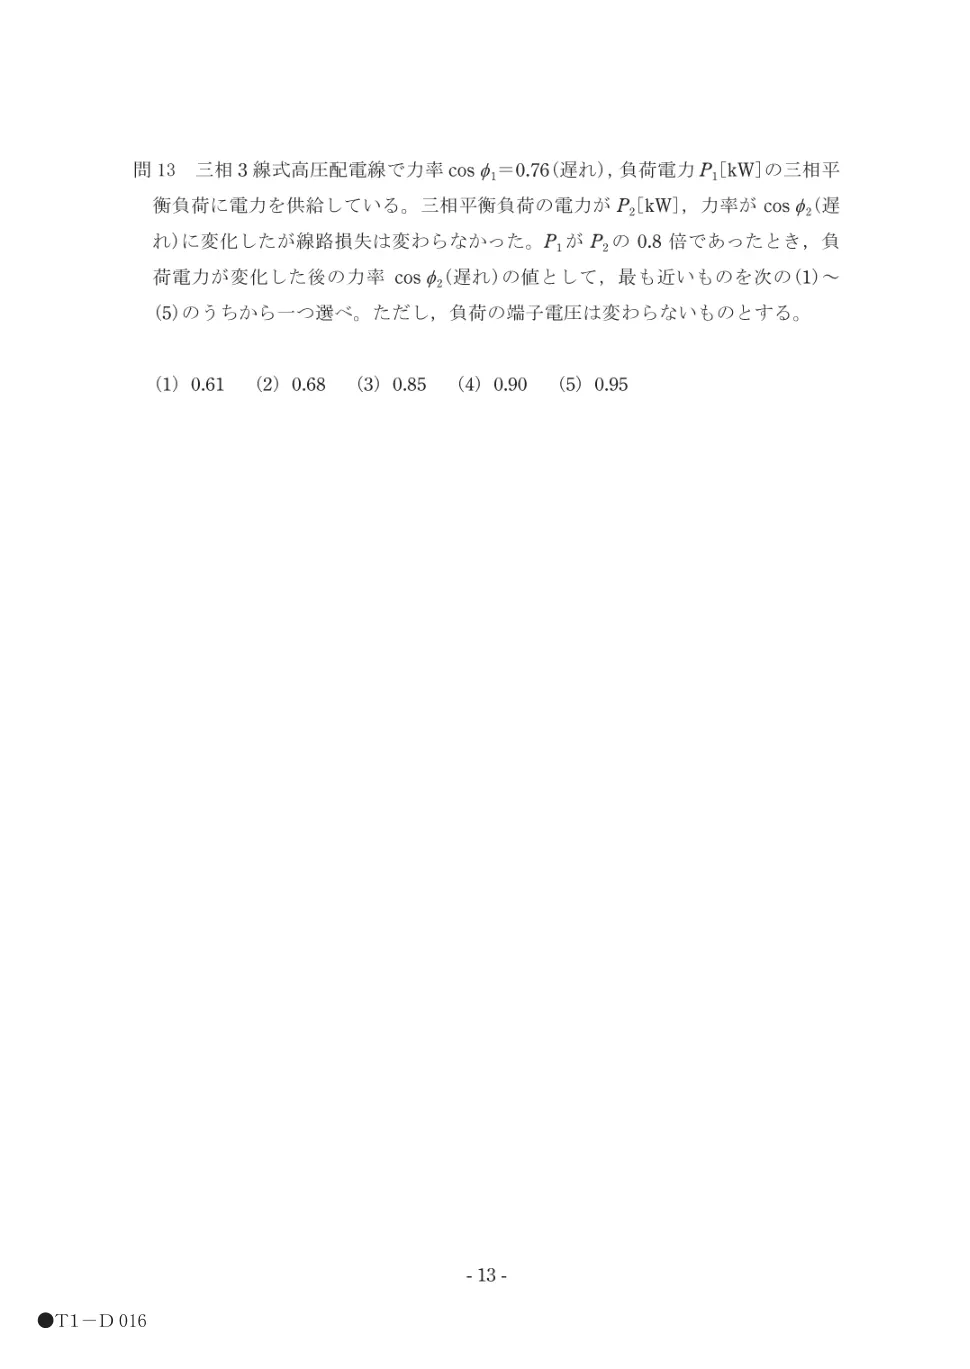 問 13　三相 3 線式高圧配電線で力率 cos ϕ₁＝0.76(遅れ)，負荷電力 P₁[kW]の三相平
衡負荷に電力を供給している。三相平衡負荷の電力が P₂[kW]，力率が cos ϕ₂(遅
れ)に変化したが線路損失は変わらなかった。P₁が P₂の 0.8 倍であったとき，負
荷電力が変化した後の力率 cos ϕ₂(遅れ)の値として，最も近いものを次の(1)～
(5)のうちから一つ選べ。ただし，負荷の端子電圧は変わらないものとする。
(1) 0.61　(2) 0.68　(3) 0.85　(4) 0.90　(5) 0.95
- 13 -
●T1－D 016